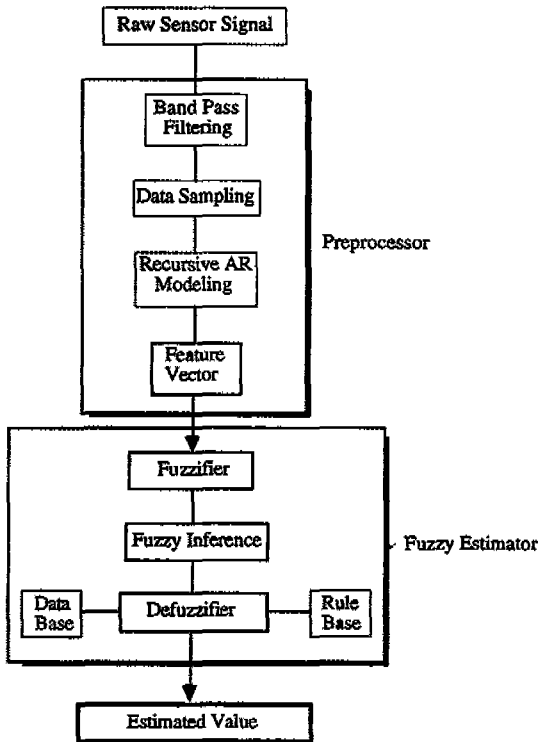 Raw Sensor Signal
Band Pass
Filtering
Data Sampling
Preprocessor
Recursive AR
Modeling
Feature
Vector
Fuzzifier
Fuzzy Inference
Fuzzy Estimator
Data
Base
Defuzzifier
Rule
Base
Estimated Value